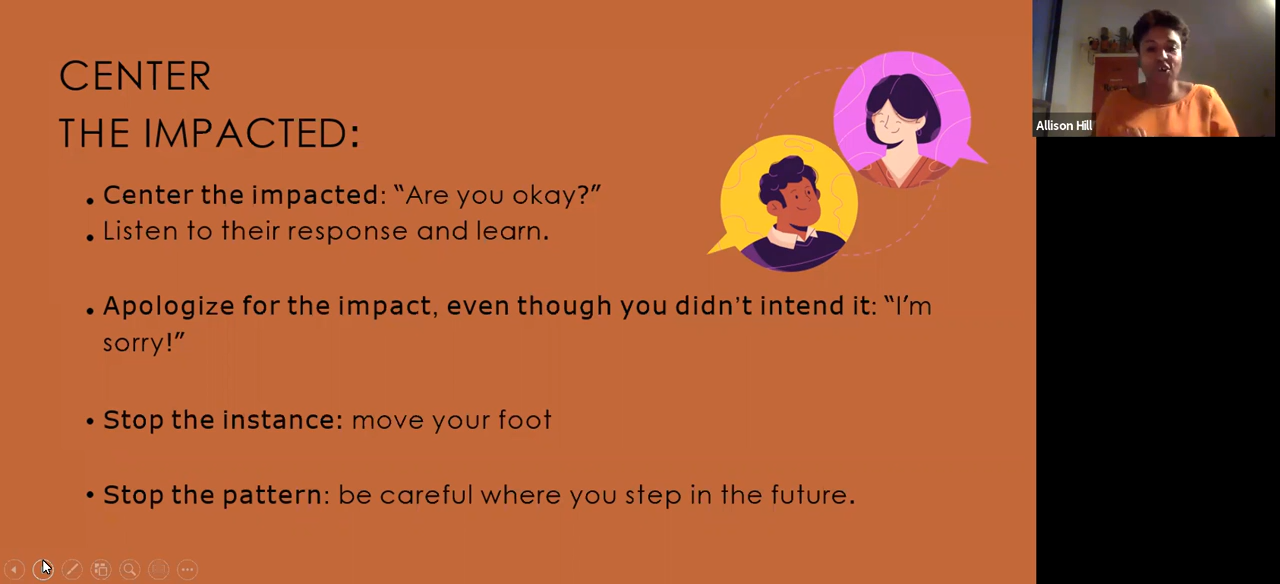 CENTER
THE IMPACTED:
• Center the impacted: “Are you okay?”
• Listen to their response and learn.
• Apologize for the impact, even though you didn’t intend it: “I’m
sorry!”
• Stop the instance: move your foot
• Stop the pattern: be careful where you step in the future.
Allison Hill